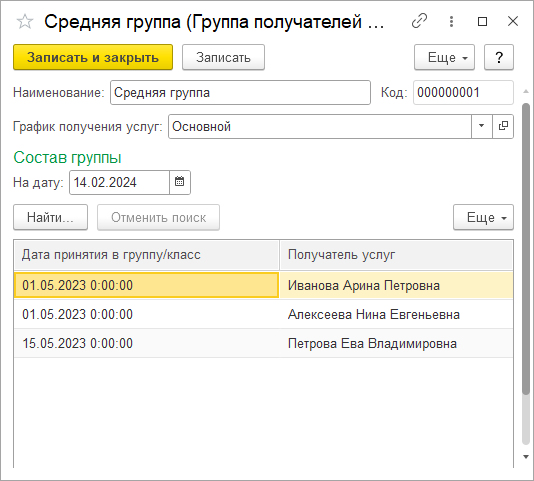 Средняя группа (Группа получателей ...
Записать и закрыть Записать Еще ?
Наименование: Средняя группа Код: 000000001
График получения услуг: Основной
Состав группы
На дату: 14.02.2024
Найти... Отменить поиск Еще
Дата принятия в группу/класс Получатель услуг
01.05.2023 0:00:00 Иванова Арина Петровна
01.05.2023 0:00:00 Алексеева Нина Евгеньевна
15.05.2023 0:00:00 Петрова Ева Владимировна